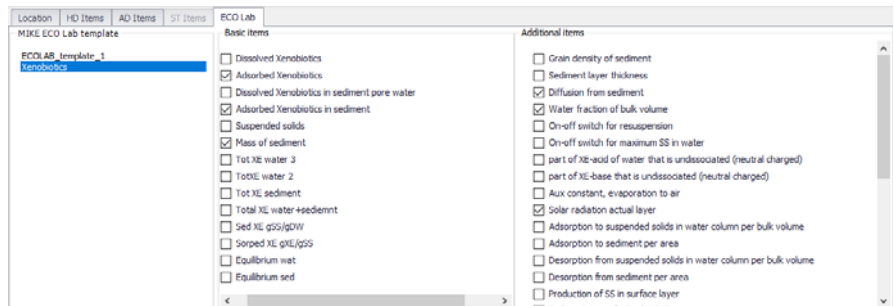 Location HD Items AD Items ST Items ECO Lab
MIKE ECO Lab template
ECOLAB_template_1
Xenobiotics
Basic items
Dissolved Xenobiotics
Adsorbed Xenobiotics
Dissolved Xenobiotics in sediment pore water
Adsorbed Xenobiotics in sediment
Suspended solids
Mass of sediment
Tot XE water 3
TotXE water 2
Tot XE sediment
Total XE water+sediemnt
Sed XE gSS/gDW
Sorped XE gXE/gSS
Equilibrium wat
Equilibrium sed
Additional items
Grain density of sediment
Sediment layer thickness
Diffusion from sediment
Water fraction of bulk volume
On-off switch for resuspension
On-off switch for maximum SS in water
part of XE-acid of water that is undissociated (neutral charged)
part of XE-base that is undissociated (neutral charged)
Aux constant, evaporation to air
Solar radiation actual layer
Adsorption to suspended solids in water column per bulk volume
Adsorption to sediment per area
Desorption from suspended solids in water column per bulk volume
Desorption from sediment per area
Production of SS in surface layer